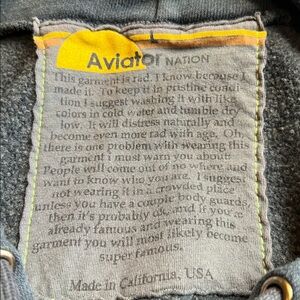 L
Aviator NATION
This garment is rad. I know because I
made it. To keep it in pristine condi-
tion I suggest washing it with like
colors in cold water and tumble dry
low. It will distress naturally and
become even more rad with age. Oh,
there is one problem with wearing this
garment i must warn you about:
People will come out of no where and
want to know who you are. I suggest
not wearing it in a crowded place
unless you have a couple body guards,
then it's probably ok, and if you're
already famous and wearing this
garment you will most likely become
super famous.
Made in California, USA